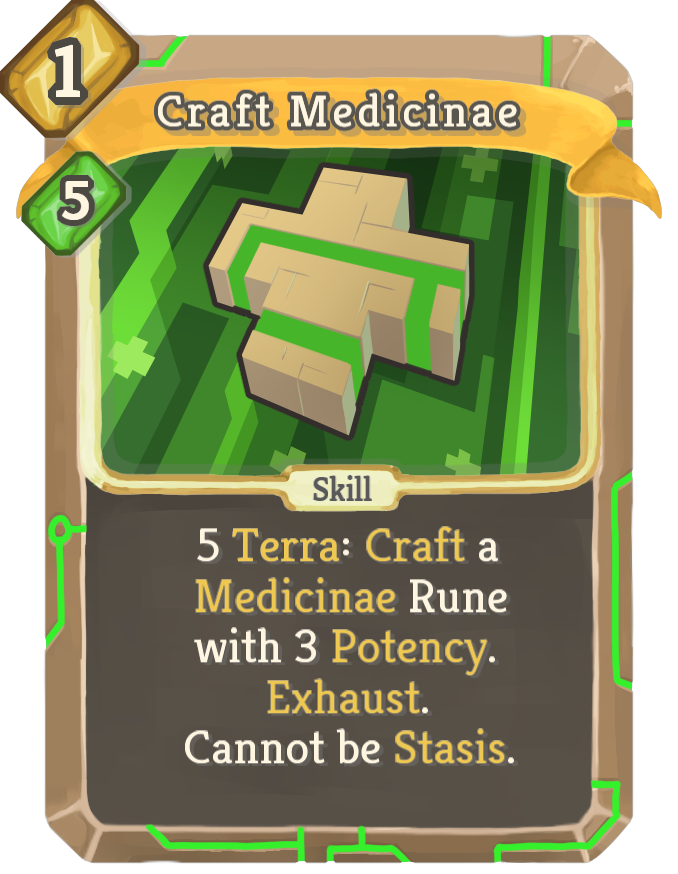 1
Craft Medicinae
5
Skill
5 Terra: Craft a
Medicinae Rune
with 3 Potency.
Exhaust.
Cannot be Stasis.